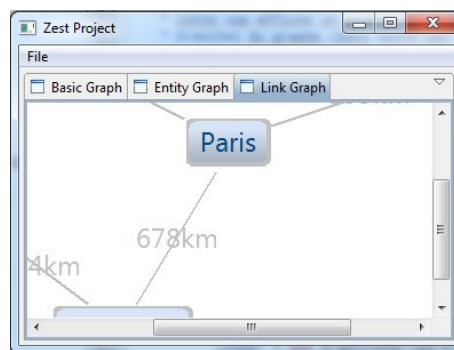 Zest Project
File
Basic Graph Entity Graph Link Graph
Paris
678km
4km